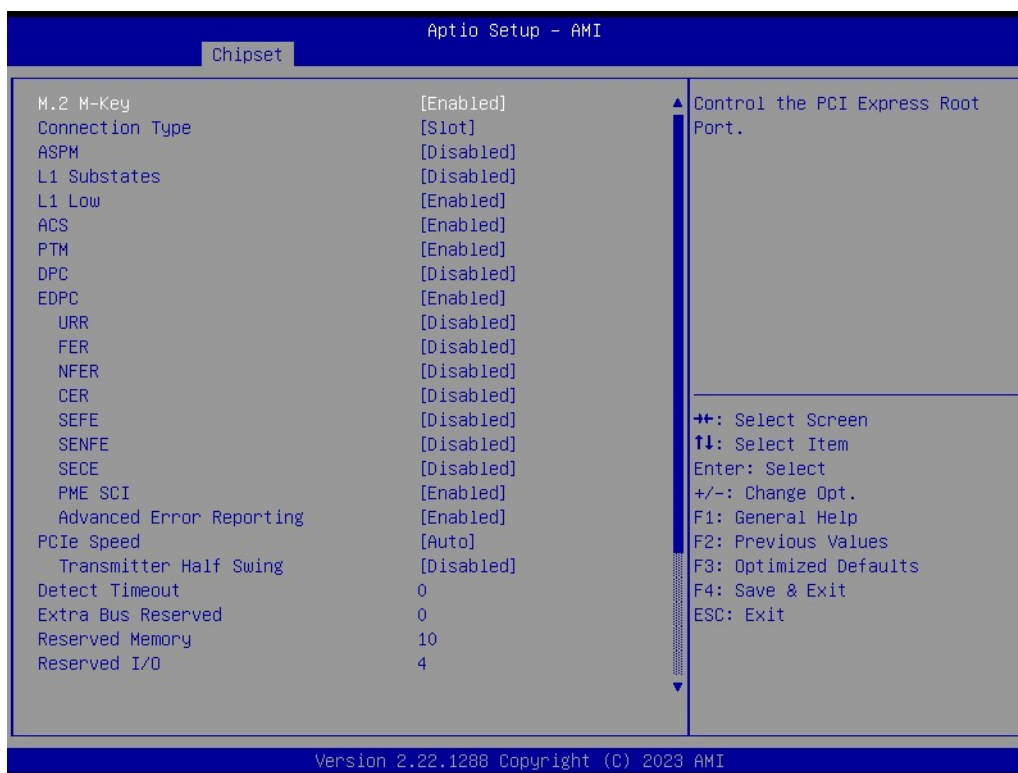 Aptio Setup - AMI
Chipset
M.2 M-Key [Enabled]
Connection Type [Slot]
ASPM [Disabled]
L1 Substates [Disabled]
L1 Low [Enabled]
ACS [Enabled]
PTM [Enabled]
DPC [Disabled]
EDPC [Enabled]
URR [Disabled]
FER [Disabled]
NFER [Disabled]
CER [Disabled]
SEFE [Disabled]
SENFE [Disabled]
SECE [Disabled]
PME SCI [Enabled]
Advanced Error Reporting [Enabled]
PCIe Speed [Auto]
Transmitter Half Swing [Disabled]
Detect Timeout 0
Extra Bus Reserved 0
Reserved Memory 10
Reserved I/O 4
Control the PCI Express Root
Port.
→←: Select Screen
↑↓: Select Item
Enter: Select
+/-: Change Opt.
F1: General Help
F2: Previous Values
F3: Optimized Defaults
F4: Save & Exit
ESC: Exit
Version 2.22.1288 Copyright (C) 2023 AMI